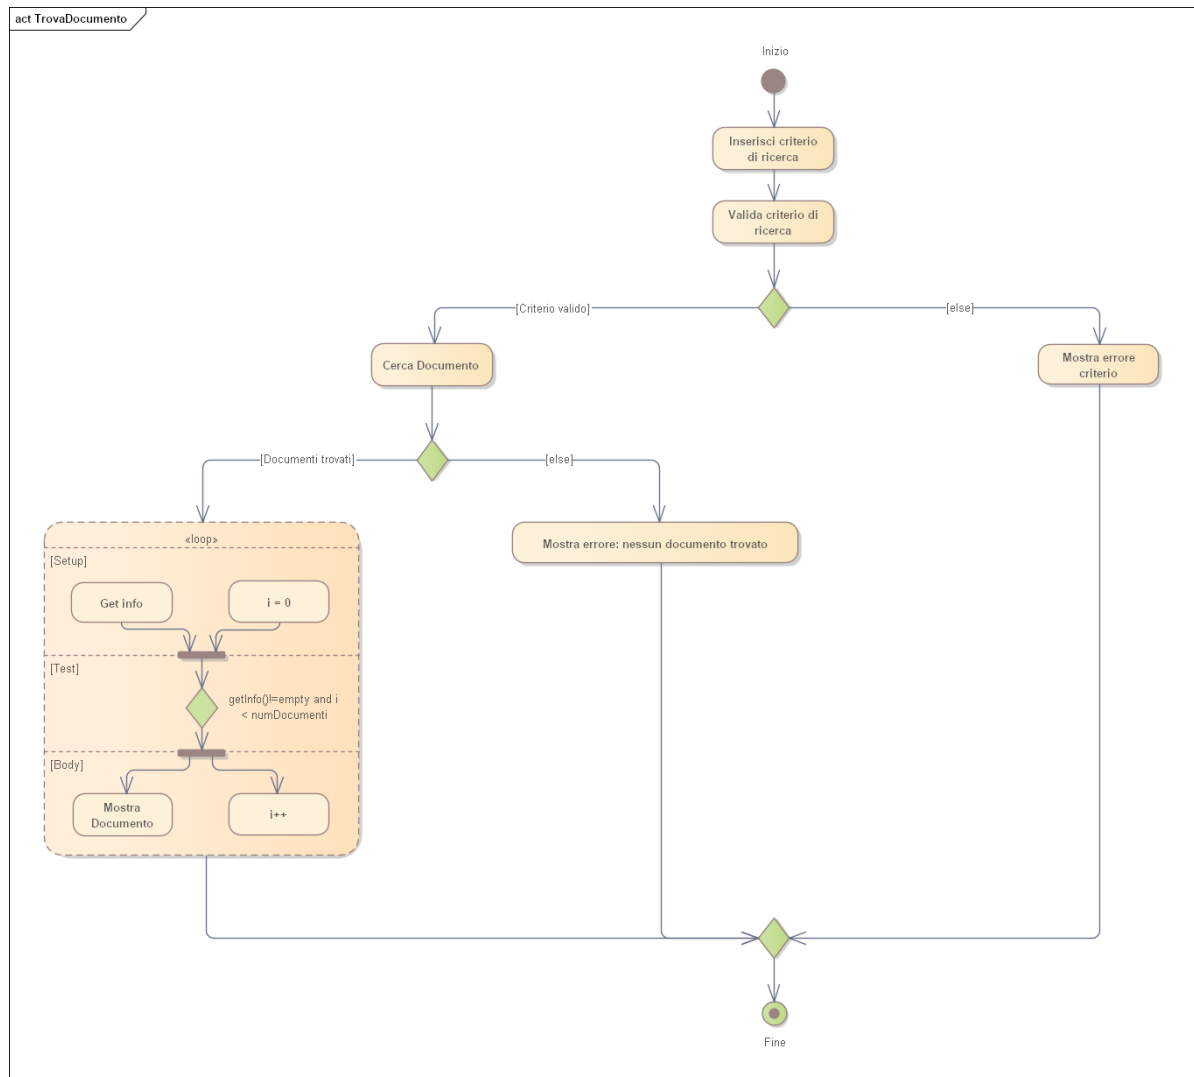 act TrovaDocumento
Inizio
Inserisci criterio
di ricerca
Valida criterio di
ricerca
[Criterio valido]
[else]
Cerca Documento
Mostra errore
criterio
[Documenti trovati]
[else]
«loop»
[Setup]
Get info
i = 0
Mostra errore: nessun documento trovato
[Test]
getInfo()!=empty and i
< numDocumenti
[Body]
Mostra
Documento
i++
Fine